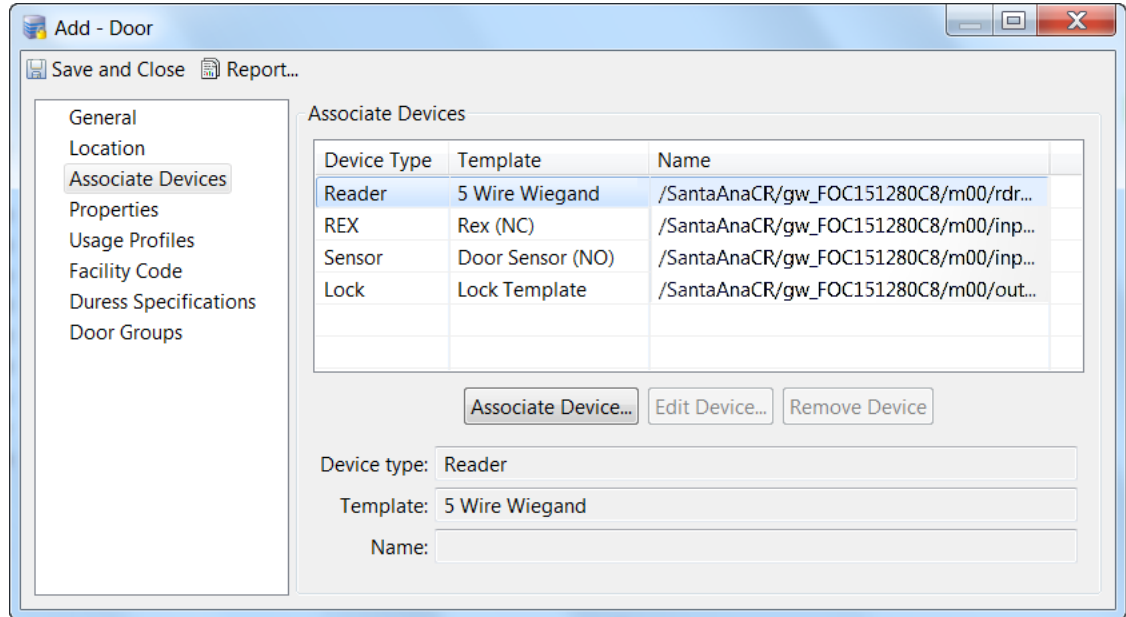 Add - Door
Save and Close Report...
General
Location
Associate Devices
Properties
Usage Profiles
Facility Code
Duress Specifications
Door Groups
Associate Devices
Device Type Template Name
Reader 5 Wire Wiegand /SantaAnaCR/gw_FOC151280C8/m00/rdr...
REX Rex (NC) /SantaAnaCR/gw_FOC151280C8/m00/inp...
Sensor Door Sensor (NO) /SantaAnaCR/gw_FOC151280C8/m00/inp...
Lock Lock Template /SantaAnaCR/gw_FOC151280C8/m00/out...
Associate Device... Edit Device... Remove Device
Device type: Reader
Template: 5 Wire Wiegand
Name: